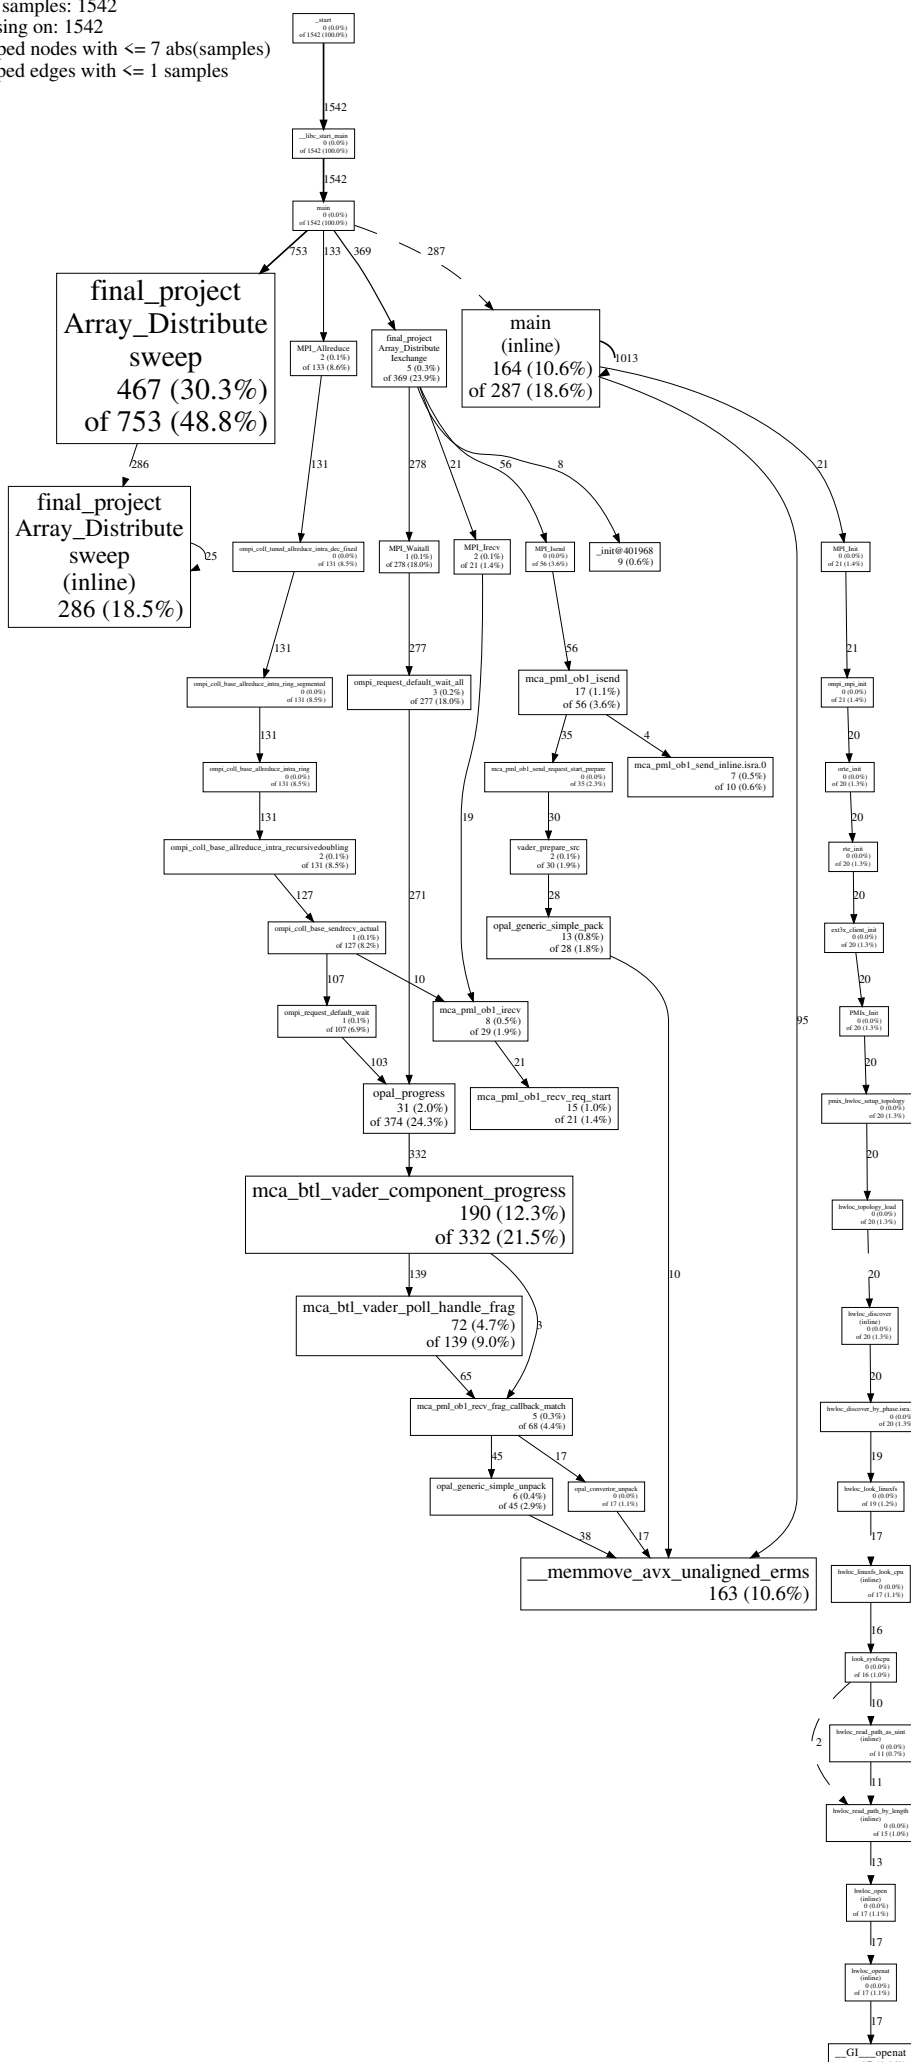 samples: 1542
sing on: 1542
ped nodes with <= 7 abs(samples)
ped edges with <= 1 samples
_start
0 (0.0%)
of 1542 (100.0%)
1542
__libc_start_main
0 (0.0%)
of 1542 (100.0%)
1542
main
0 (0.0%)
of 1542 (100.0%)
753
133
369
287
final_project
Array_Distribute
sweep
467 (30.3%)
of 753 (48.8%)
MPI_Allreduce
2 (0.1%)
of 133 (8.6%)
final_project
Array_Distribute
Iexchange
5 (0.3%)
of 369 (23.9%)
main
(inline)
164 (10.6%)
of 287 (18.6%)
1013
286
131
278
21
56
8
21
final_project
Array_Distribute
sweep
(inline)
286 (18.5%)
25
ompi_coll_tuned_allreduce_intra_dec_fixed
0 (0.0%)
of 131 (8.5%)
MPI_Waitall
1 (0.1%)
of 278 (18.0%)
MPI_Irecv
2 (0.1%)
of 21 (1.4%)
MPI_Isend
0 (0.0%)
of 56 (3.6%)
_init@401968
9 (0.6%)
MPI_Init
0 (0.0%)
of 21 (1.4%)
131
277
56
21
ompi_coll_base_allreduce_intra_ring_segmented
0 (0.0%)
of 131 (8.5%)
ompi_request_default_wait_all
3 (0.2%)
of 277 (18.0%)
mca_pml_ob1_isend
17 (1.1%)
of 56 (3.6%)
ompi_mpi_init
0 (0.0%)
of 21 (1.4%)
131
35
4
20
ompi_coll_base_allreduce_intra_ring
0 (0.0%)
of 131 (8.5%)
mca_pml_ob1_send_request_start_prepare
0 (0.0%)
of 35 (2.3%)
mca_pml_ob1_send_inline.isra.0
7 (0.5%)
of 10 (0.6%)
orte_init
0 (0.0%)
of 20 (1.3%)
131
19
30
20
ompi_coll_base_allreduce_intra_recursivedoubling
2 (0.1%)
of 131 (8.5%)
vader_prepare_src
2 (0.1%)
of 30 (1.9%)
rte_init
0 (0.0%)
of 20 (1.3%)
127
271
28
20
ompi_coll_base_sendrecv_actual
1 (0.1%)
of 127 (8.2%)
opal_generic_simple_pack
13 (0.8%)
of 28 (1.8%)
ext3x_client_init
0 (0.0%)
of 20 (1.3%)
107
10
20
ompi_request_default_wait
1 (0.1%)
of 107 (6.9%)
mca_pml_ob1_irecv
8 (0.5%)
of 29 (1.9%)
95
PMIx_Init
0 (0.0%)
of 20 (1.3%)
103
21
20
opal_progress
31 (2.0%)
of 374 (24.3%)
mca_pml_ob1_recv_req_start
15 (1.0%)
of 21 (1.4%)
pmix_hwloc_setup_topology
0 (0.0%)
of 20 (1.3%)
332
20
mca_btl_vader_component_progress
190 (12.3%)
of 332 (21.5%)
hwloc_topology_load
0 (0.0%)
of 20 (1.3%)
139
10
20
mca_btl_vader_poll_handle_frag
72 (4.7%)
of 139 (9.0%)
3
hwloc_discover
(inline)
0 (0.0%)
of 20 (1.3%)
65
20
mca_pml_ob1_recv_frag_callback_match
5 (0.3%)
of 68 (4.4%)
hwloc_discover_by_phase.isra.
0 (0.0%
of 20 (1.3%
45
17
19
opal_generic_simple_unpack
6 (0.4%)
of 45 (2.9%)
opal_convertor_unpack
0 (0.0%)
of 17 (1.1%)
hwloc_look_linuxfs
0 (0.0%)
of 19 (1.2%)
38
17
17
__memmove_avx_unaligned_erms
163 (10.6%)
hwloc_linuxfs_look_cpu
(inline)
0 (0.0%)
of 17 (1.1%)
16
look_sysfscpu
0 (0.0%)
of 16 (1.0%)
10
2
hwloc_read_path_as_uint
(inline)
0 (0.0%)
of 11 (0.7%)
11
hwloc_read_path_by_length
(inline)
0 (0.0%)
of 15 (1.0%)
13
hwloc_open
(inline)
0 (0.0%)
of 17 (1.1%)
17
hwloc_openat
(inline)
0 (0.0%)
of 17 (1.1%)
17
__GI___openat